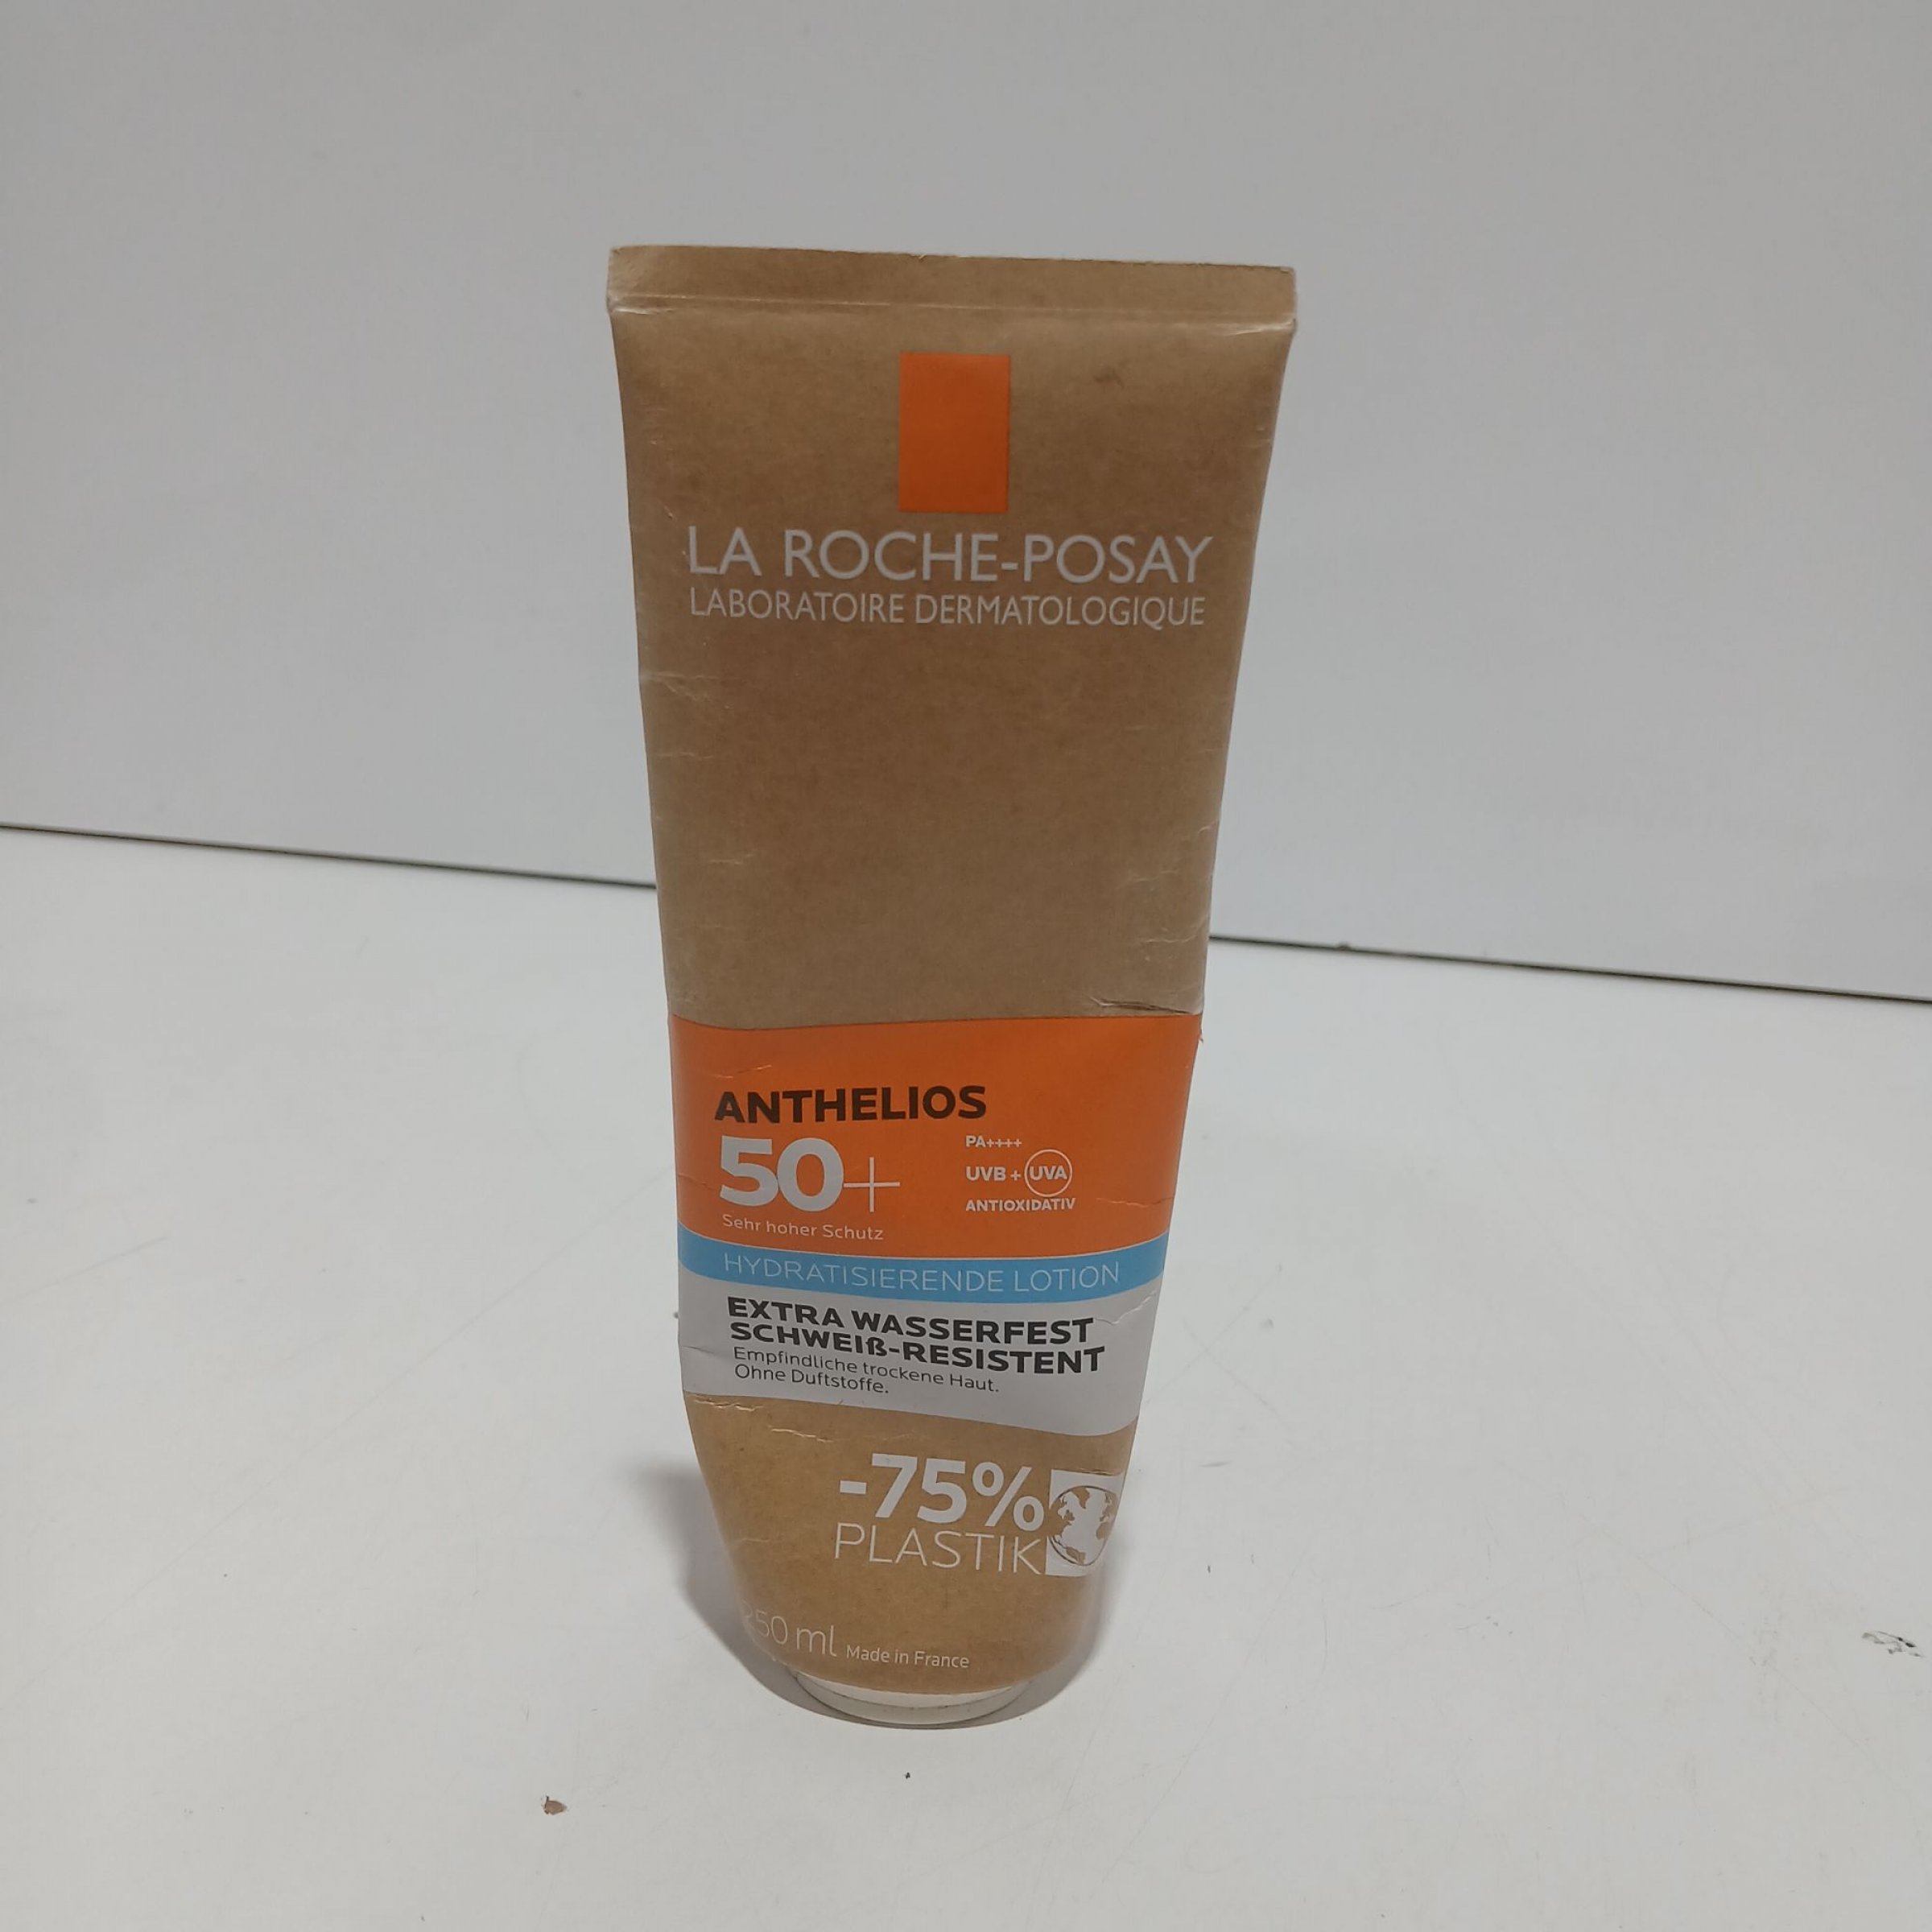 LA ROCHE-POSAY
LABORATOIRE DERMATOLOGIQUE
ANTHELIOS
50+
Sehr hoher Schutz
PA++++
UVB + UVA
ANTIOXIDATIV
HYDRATISIERENDE LOTION
EXTRA WASSERFEST
SCHWEIß-RESISTENT
Empfindliche trockene Haut.
Ohne Duftstoffe.
-75%
PLASTIK
250 ml Made in France